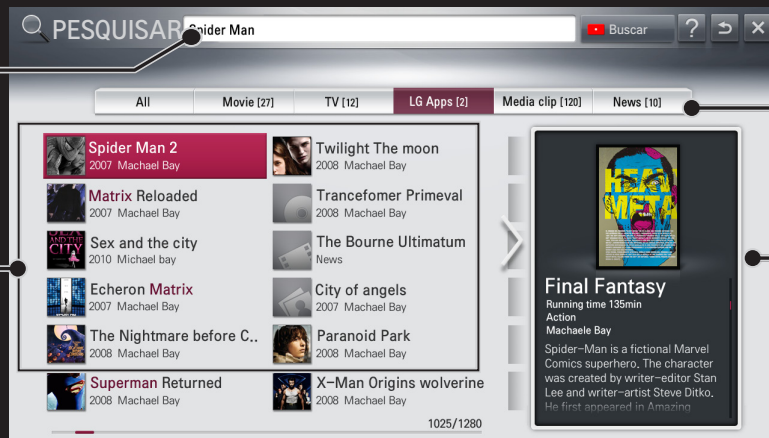 PESQUISAR
Spider Man
Buscar
?
All
Movie [27]
TV [12]
LG Apps [2]
Media clip [120]
News [10]
Spider Man 2
2007 Machael Bay
Matrix Reloaded
2007 Machael Bay
SEX AND THE CITY
Sex and the city
2010 Michael bay
Echeron Matrix
2007 Machael Bay
The Nightmare before C..
2008 Machael Bay
Superman Returned
2008 Machael Bay
Twilight The moon
2008 Machael Bay
Trancefomer Primeval
2008 Machael Bay
The Bourne Ultimatum
News
City of angels
2007 Machael Bay
Paranoid Park
2008 Machael Bay
X-Man Origins wolverine
2008 Machael Bay
1025/1280
HEAVY
META
Final Fantasy
Running time 135min
Action
Machaele Bay
Spider-Man is a fictional Marvel
Comics superhero. The character
was created by writer-editor Stan
Lee and writer-artist Steve Ditko.
He first appeared in Amazing